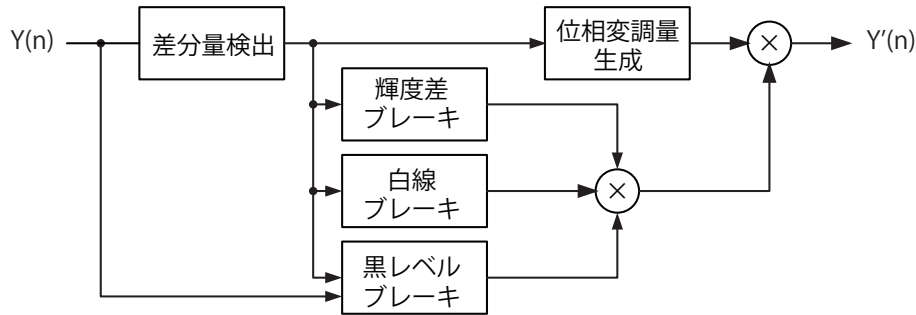 Y(n)
差分量検出
位相変調量
生成
×
Y'(n)
輝度差
ブレーキ
白線
ブレーキ
×
黒レベル
ブレーキ